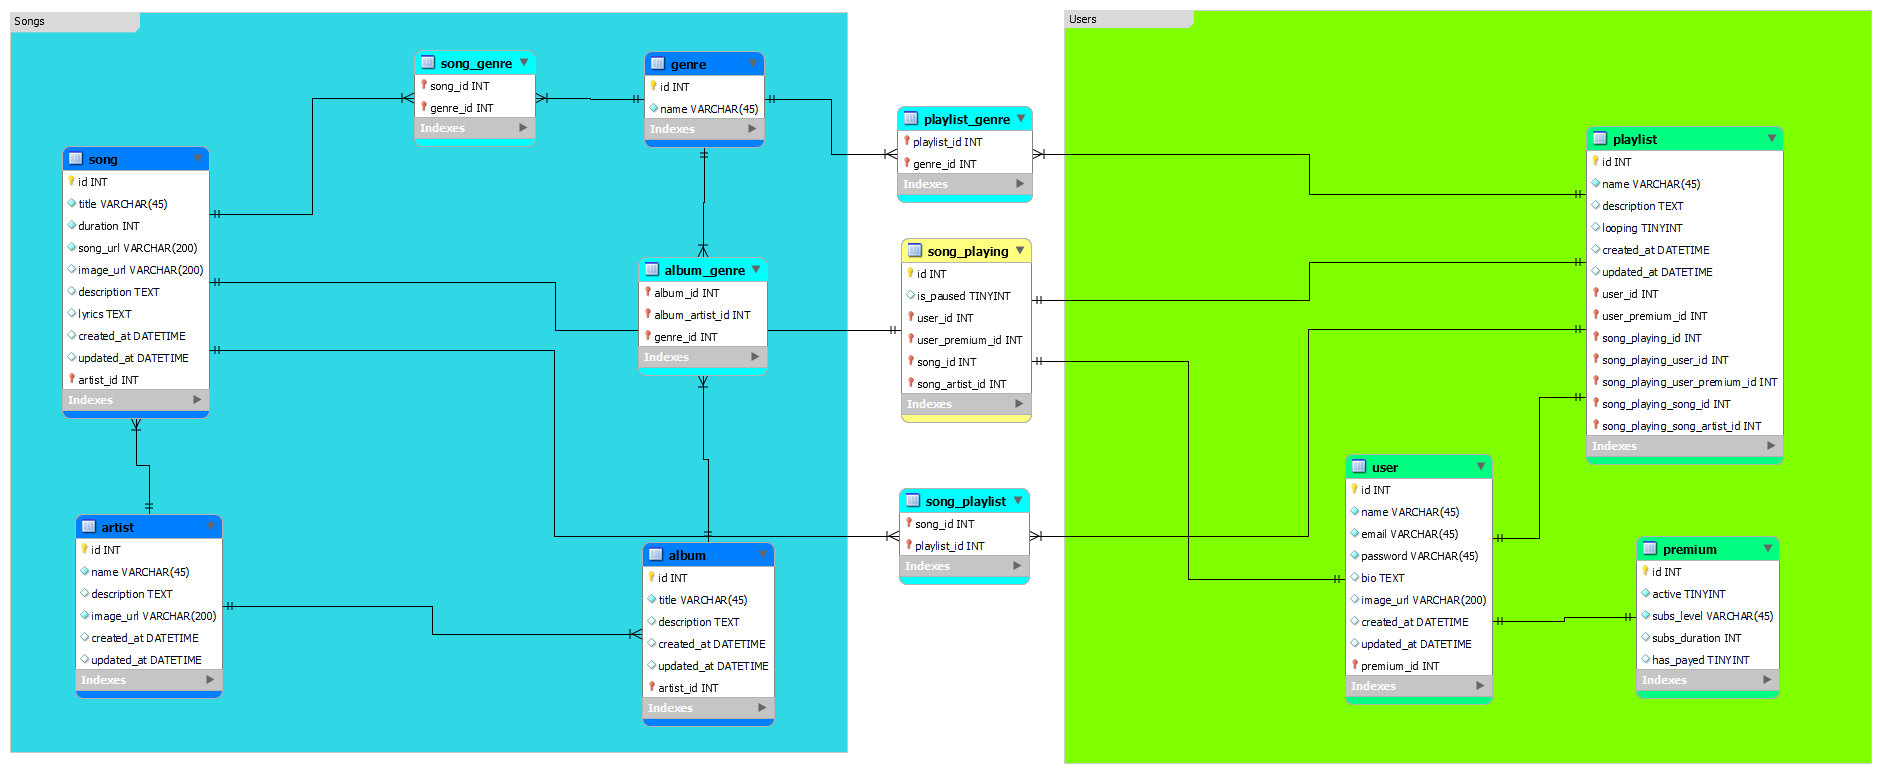 Songs
song_genre
song_id INT
genre_id INT
Indexes
genre
id INT
name VARCHAR(45)
Indexes
song
id INT
title VARCHAR(45)
duration INT
song_url VARCHAR(200)
image_url VARCHAR(200)
description TEXT
lyrics TEXT
created_at DATETIME
updated_at DATETIME
artist_id INT
Indexes
album_genre
album_id INT
album_artist_id INT
genre_id INT
Indexes
artist
id INT
name VARCHAR(45)
description TEXT
image_url VARCHAR(200)
created_at DATETIME
updated_at DATETIME
Indexes
album
id INT
title VARCHAR(45)
description TEXT
created_at DATETIME
updated_at DATETIME
artist_id INT
Indexes
playlist_genre
playlist_id INT
genre_id INT
Indexes
song_playing
id INT
is_paused TINYINT
user_id INT
user_premium_id INT
song_id INT
song_artist_id INT
Indexes
song_playlist
song_id INT
playlist_id INT
Indexes
Users
playlist
id INT
name VARCHAR(45)
description TEXT
looping TINYINT
created_at DATETIME
updated_at DATETIME
user_id INT
user_premium_id INT
song_playing_id INT
song_playing_user_id INT
song_playing_user_premium_id INT
song_playing_song_id INT
song_playing_song_artist_id INT
Indexes
user
id INT
name VARCHAR(45)
email VARCHAR(45)
password VARCHAR(45)
bio TEXT
image_url VARCHAR(200)
created_at DATETIME
updated_at DATETIME
premium_id INT
Indexes
premium
id INT
active TINYINT
subs_level VARCHAR(45)
subs_duration INT
has_payed TINYINT
Indexes